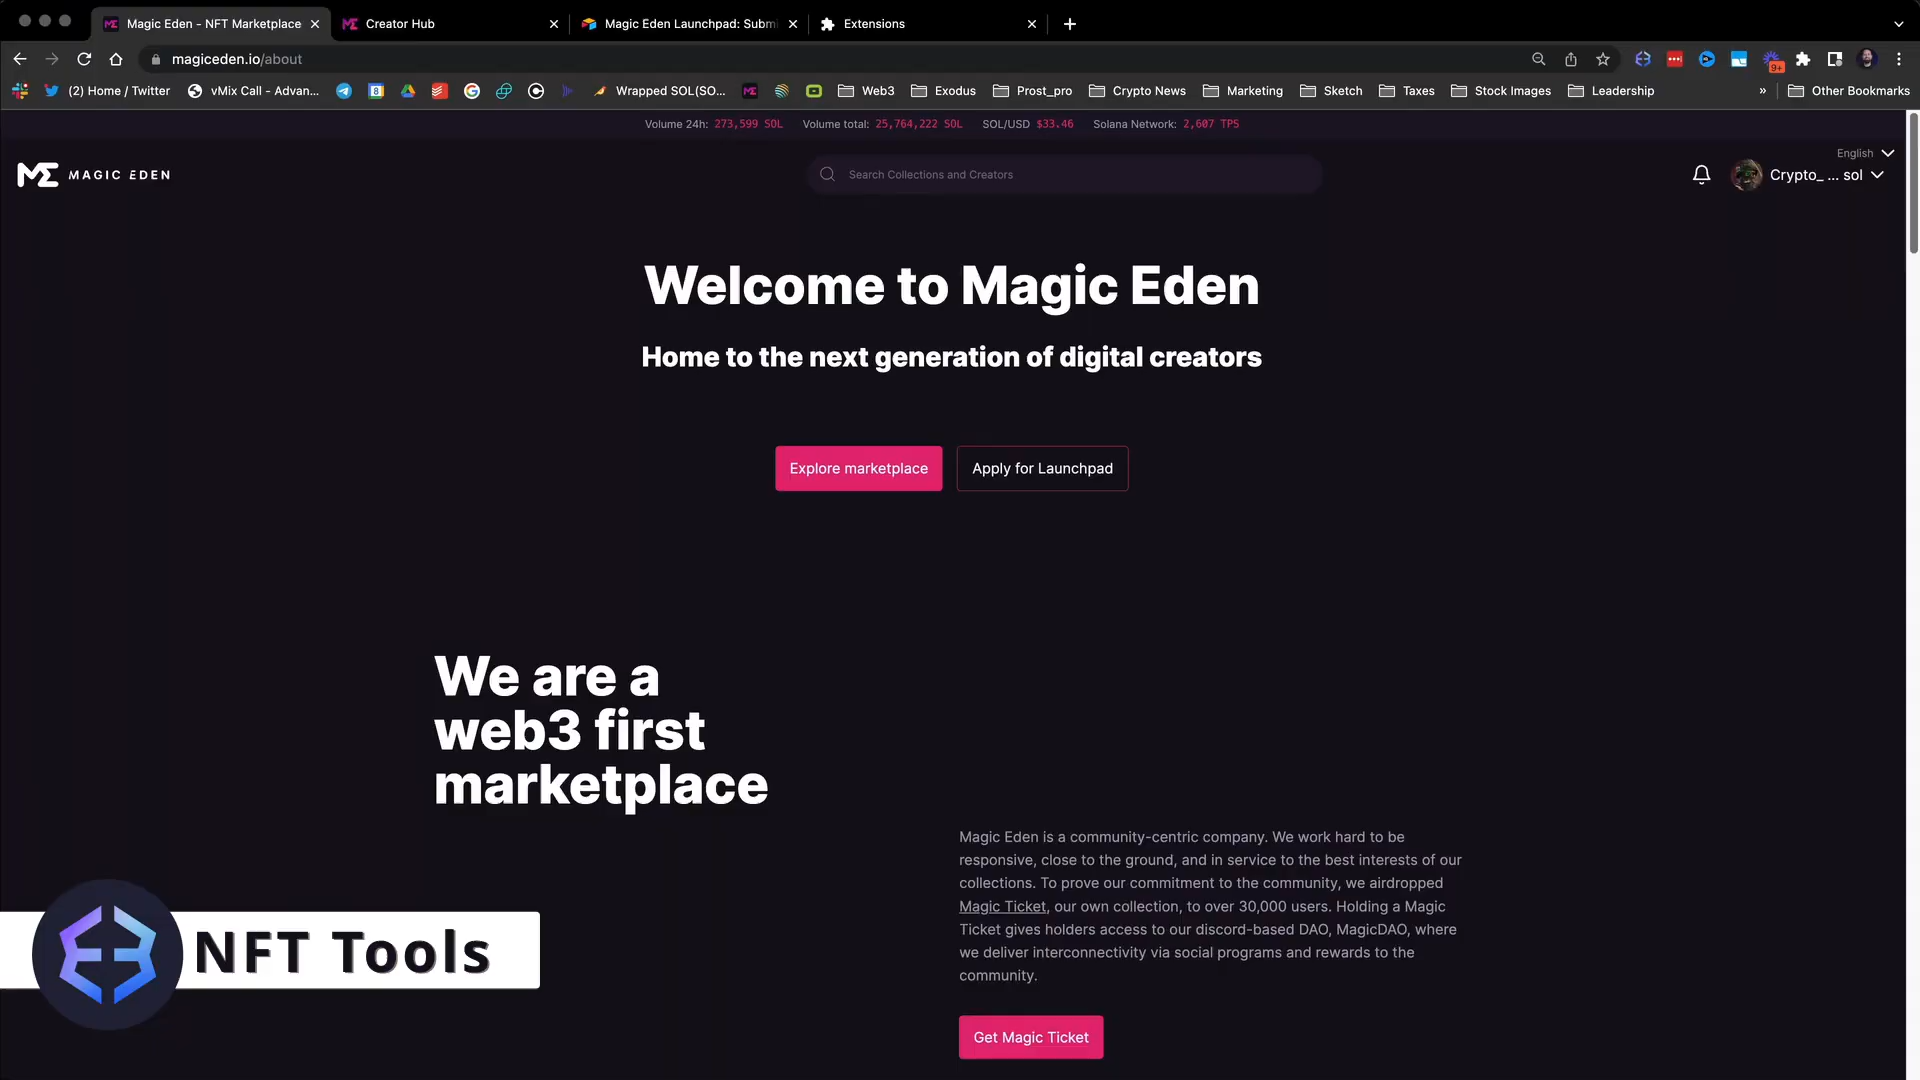 Magic Eden - NFT Marketplace
Creator Hub
Magic Eden Launchpad: Submi
Extensions
magiceden.io/about
9+
(2) Home / Twitter
vMix Call - Advan...
8
Wrapped SOL(SO...
ME
Web3
Exodus
Prost_pro
Crypto News
Marketing
Sketch
Taxes
Stock Images
Leadership
»
Other Bookmarks
Volume 24h: 273,599 SOL Volume total: 25,764,222 SOL SOL/USD $33.46 Solana Network: 2,607 TPS
English
ME MAGIC EDEN
Search Collections and Creators
Crypto_ ... sol
Welcome to Magic Eden
Home to the next generation of digital creators
Explore marketplace
Apply for Launchpad
We are a
web3 first
marketplace
Magic Eden is a community-centric company. We work hard to be
responsive, close to the ground, and in service to the best interests of our
collections. To prove our commitment to the community, we airdropped
Magic Ticket, our own collection, to over 30,000 users. Holding a Magic
Ticket gives holders access to our discord-based DAO, MagicDAO, where
we deliver interconnectivity via social programs and rewards to the
community.
Get Magic Ticket
NFT Tools